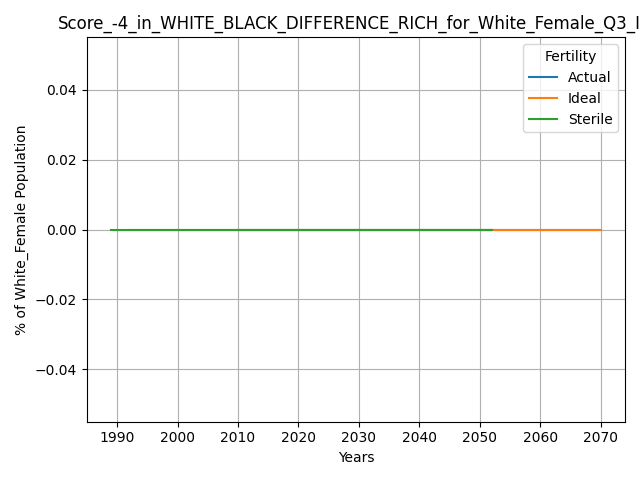 Score_-4_in_WHITE_BLACK_DIFFERENCE_RICH_for_White_Female_Q3_I
Fertility
Actual
Ideal
Sterile
% of White_Female Population
0.04
0.02
0.00
−0.02
−0.04
1990 2000 2010 2020 2030 2040 2050 2060 2070
Years